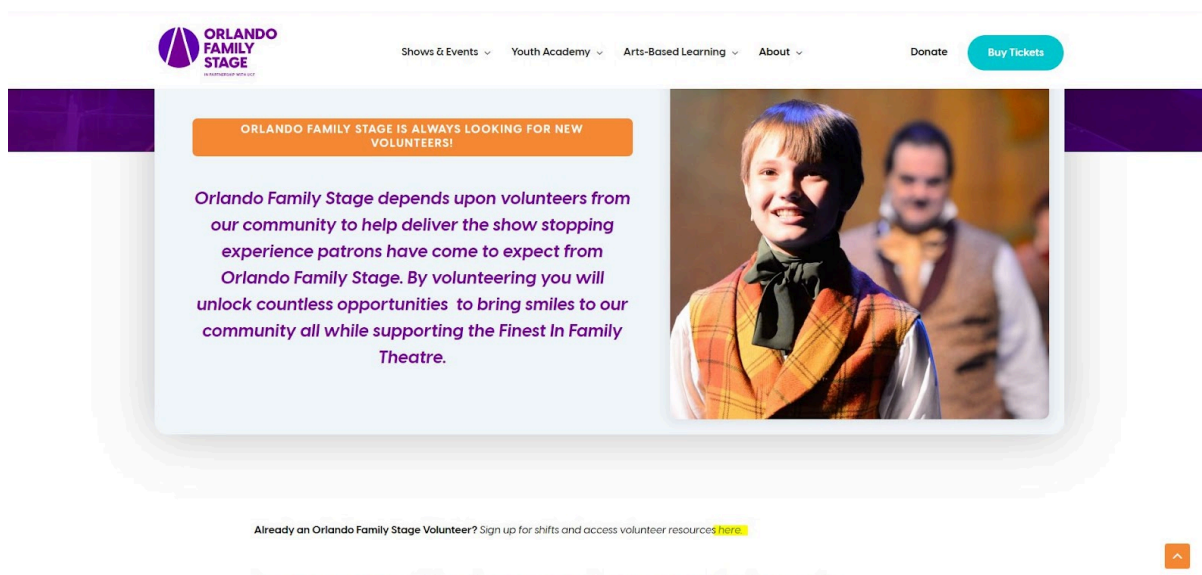 ORLANDO
FAMILY
STAGE
IN PARTNERSHIP WITH UCF
Shows & Events
Youth Academy
Arts-Based Learning
About
Donate
Buy Tickets
ORLANDO FAMILY STAGE IS ALWAYS LOOKING FOR NEW
VOLUNTEERS!
Orlando Family Stage depends upon volunteers from
our community to help deliver the show stopping
experience patrons have come to expect from
Orlando Family Stage. By volunteering you will
unlock countless opportunities to bring smiles to our
community all while supporting the Finest In Family
Theatre.
Already an Orlando Family Stage Volunteer? Sign up for shifts and access volunteer resources here.